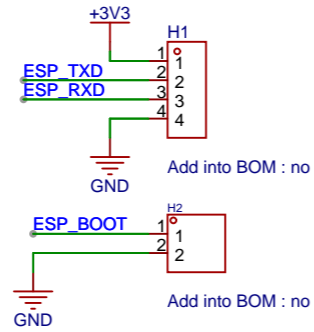 +3V3
H1
1 1
ESP_TXD 2 2
ESP_RXD 3 3
4 4
GND
Add into BOM : no
H2
ESP_BOOT 1 1
2 2
GND
Add into BOM : no